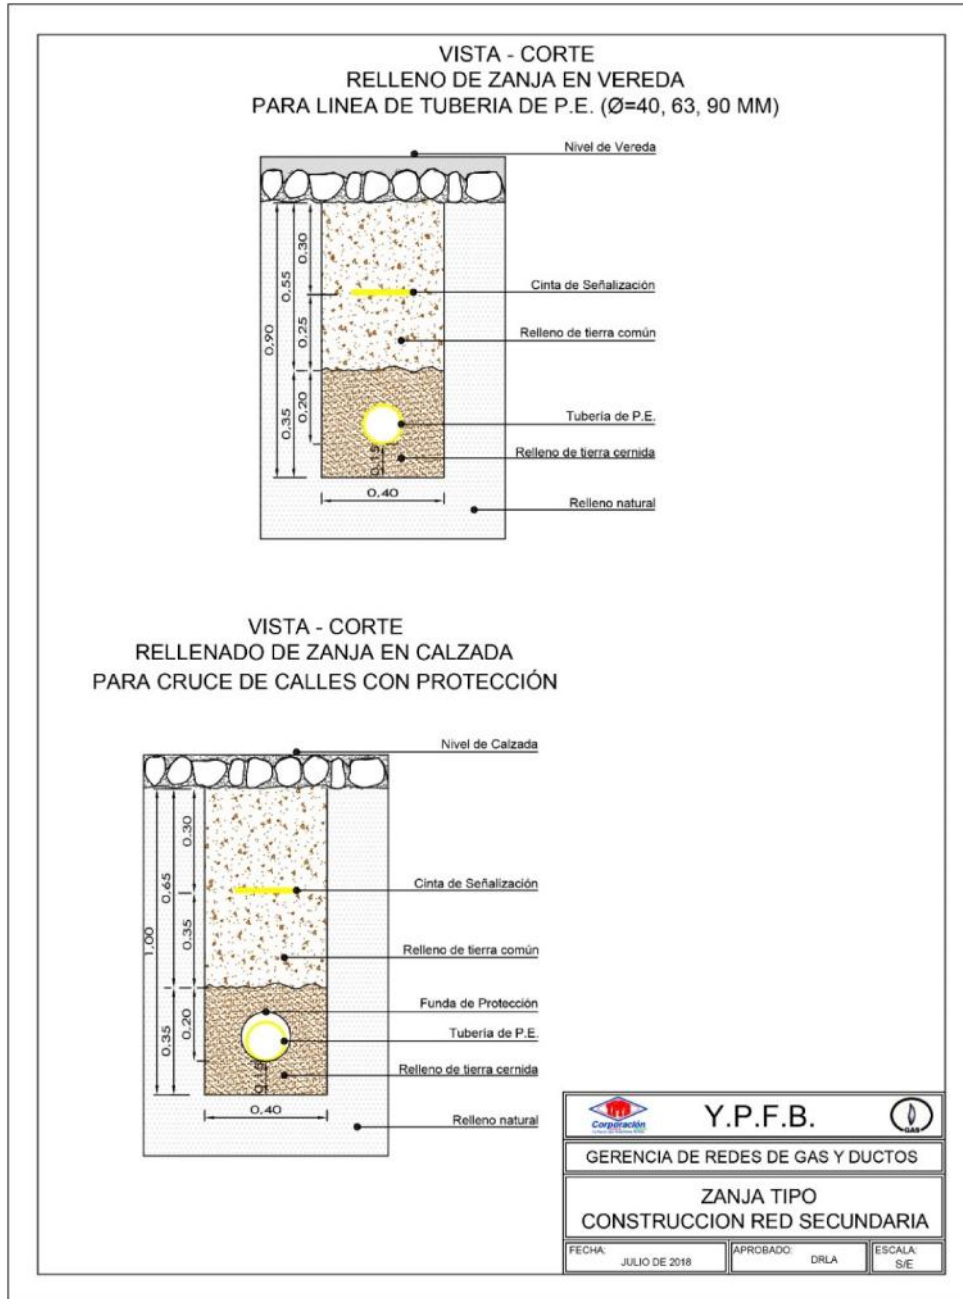 VISTA - CORTE
RELLENO DE ZANJA EN VEREDA
PARA LINEA DE TUBERIA DE P.E. (Ø=40, 63, 90 MM)
Nivel de Vereda
0,30
0,55
Cinta de Señalización
0,90
0,25
Relleno de tierra común
0,35
0,20
Tubería de P.E.
0,15
Relleno de tierra cernida
0,40
Relleno natural
VISTA - CORTE
RELLENADO DE ZANJA EN CALZADA
PARA CRUCE DE CALLES CON PROTECCIÓN
Nivel de Calzada
0,30
0,65
Cinta de Señalización
1,00
0,35
Relleno de tierra común
Funda de Protección
0,35
0,20
Tubería de P.E.
0,15
Relleno de tierra cernida
0,40
Relleno natural
Corporación
Y.P.F.B.
GAS
GERENCIA DE REDES DE GAS Y DUCTOS
ZANJA TIPO
CONSTRUCCION RED SECUNDARIA
FECHA:
JULIO DE 2018
APROBADO:
DRLA
ESCALA:
S/E